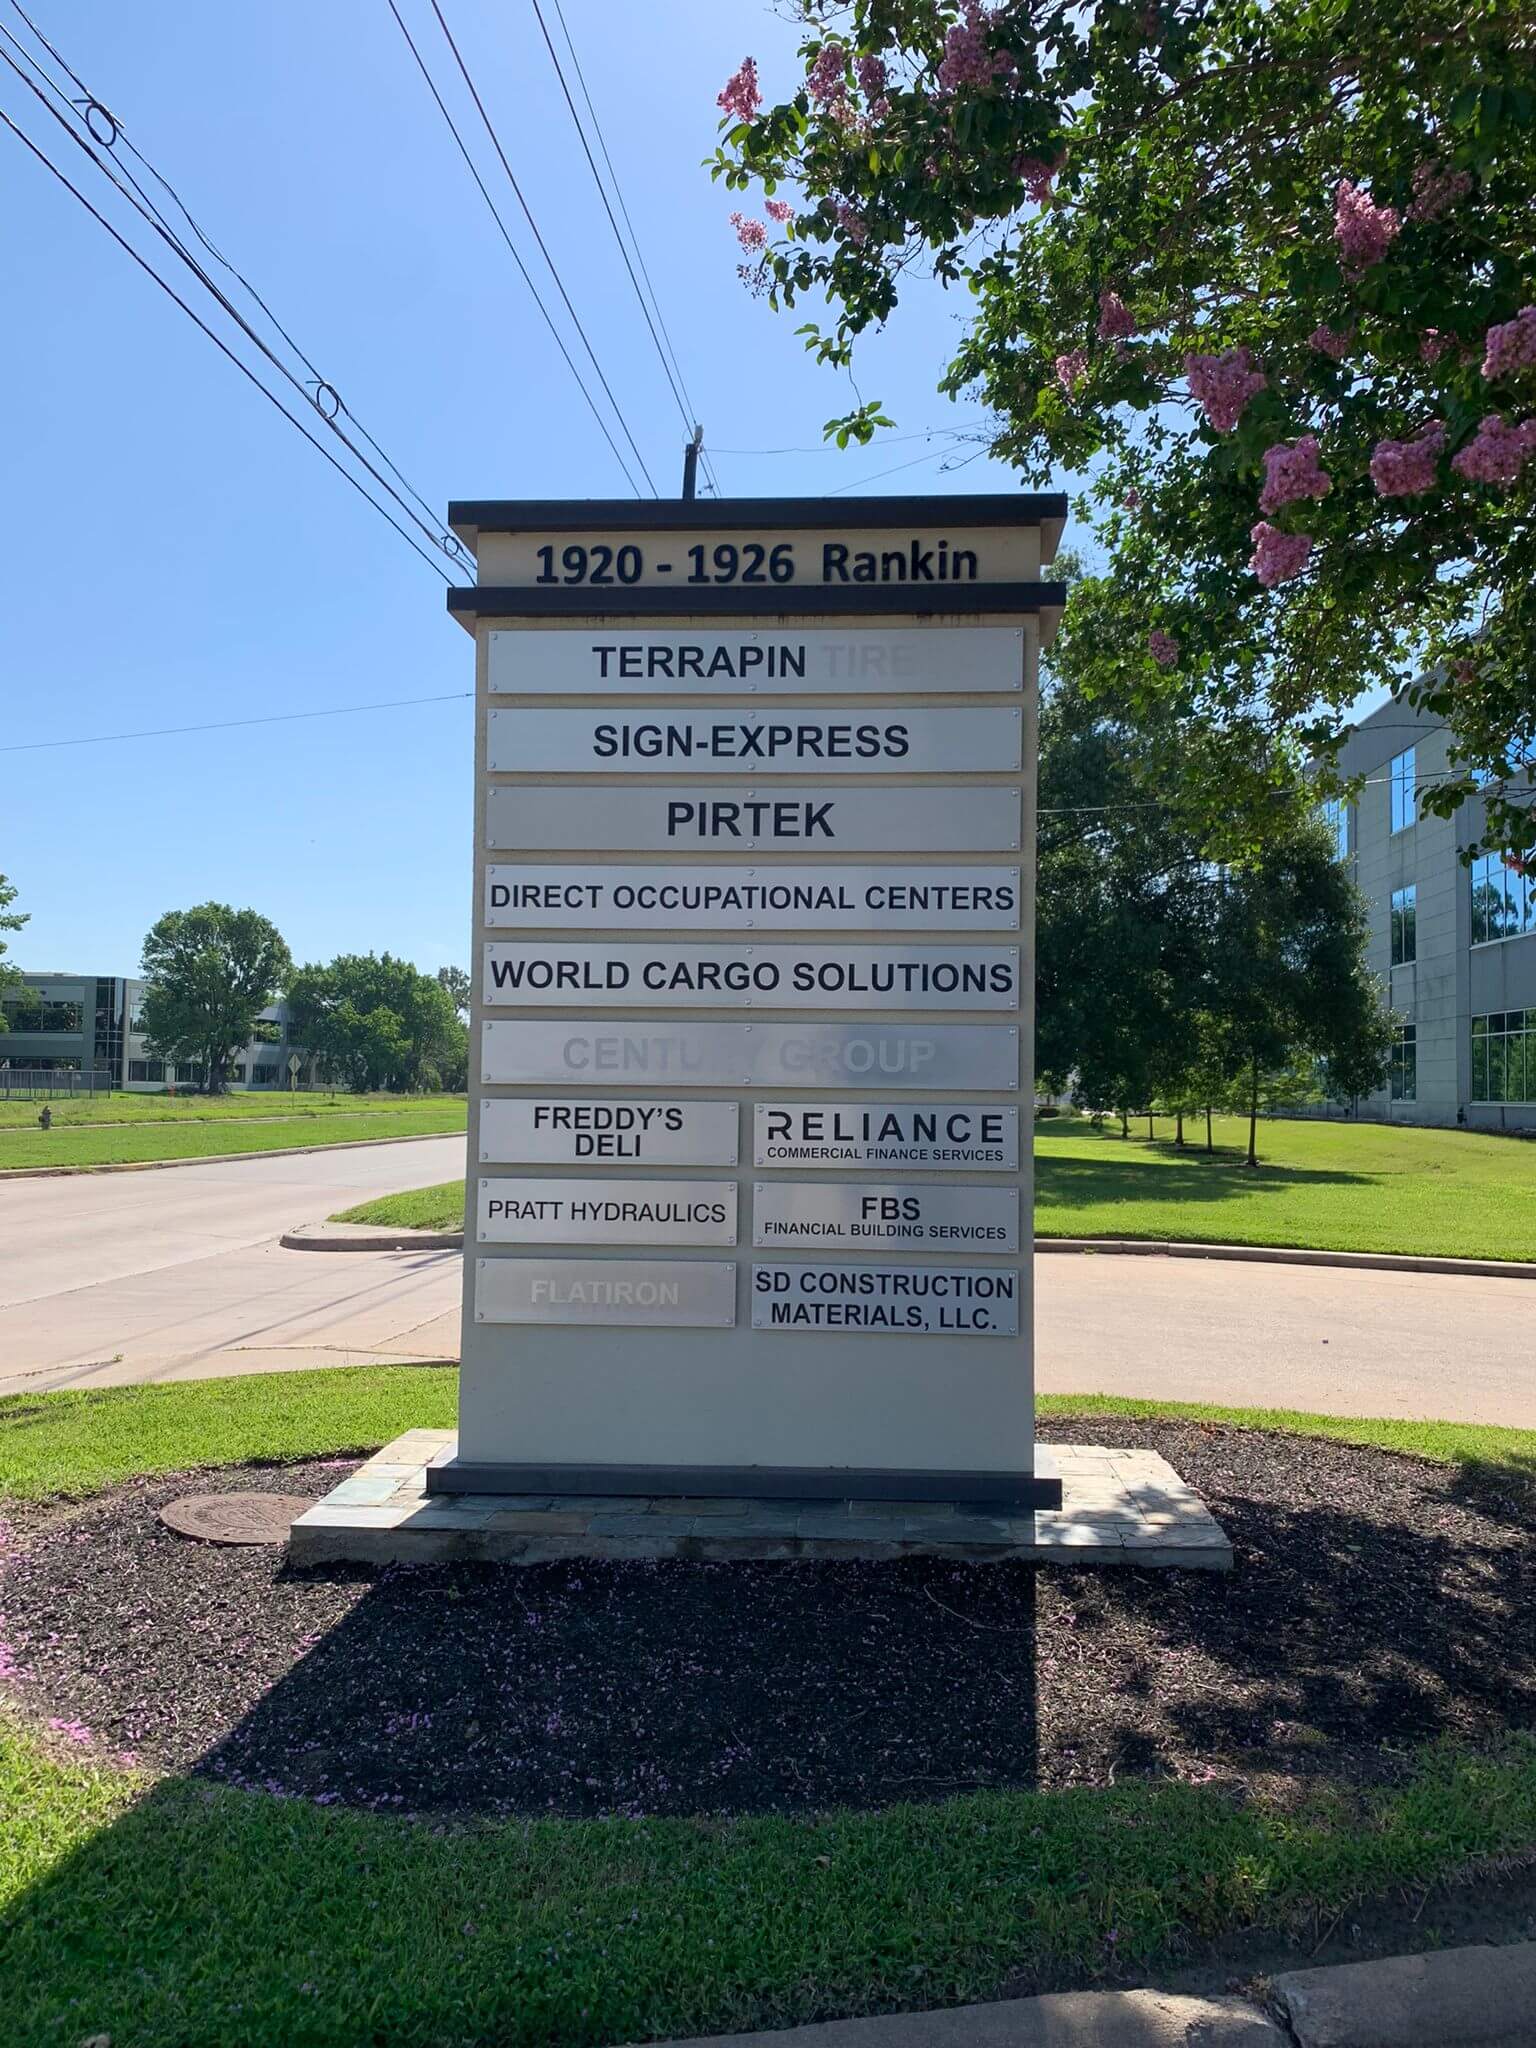 1920 - 1926 Rankin
TERRAPIN TIRE
SIGN-EXPRESS
PIRTEK
DIRECT OCCUPATIONAL CENTERS
WORLD CARGO SOLUTIONS
CENTURY GROUP
FREDDY'S
DELI
RELIANCE
COMMERCIAL FINANCE SERVICES
PRATT HYDRAULICS
FBS
FINANCIAL BUILDING SERVICES
FLATIRON
SD CONSTRUCTION
MATERIALS, LLC.